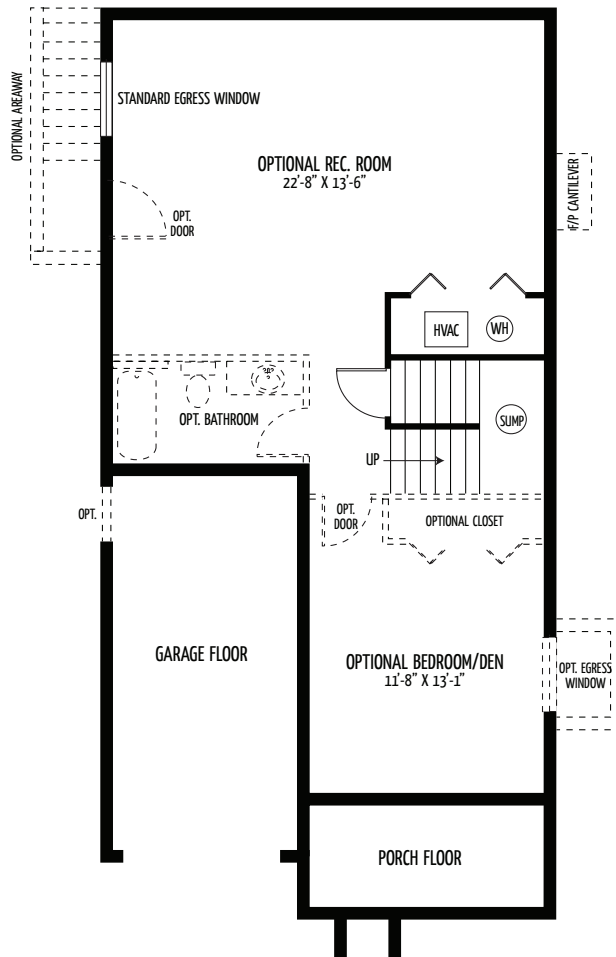 OPTIONAL AREAWAY
STANDARD EGRESS WINDOW
OPTIONAL REC. ROOM
22'-8" X 13'-6"
F/P CANTILEVER
OPT.
DOOR
HVAC
WH
OPT. BATHROOM
SUMP
UP
OPT.
OPT.
DOOR
OPTIONAL CLOSET
GARAGE FLOOR
OPTIONAL BEDROOM/DEN
11'-8" X 13'-1"
OPT. EGRESS
WINDOW
PORCH FLOOR